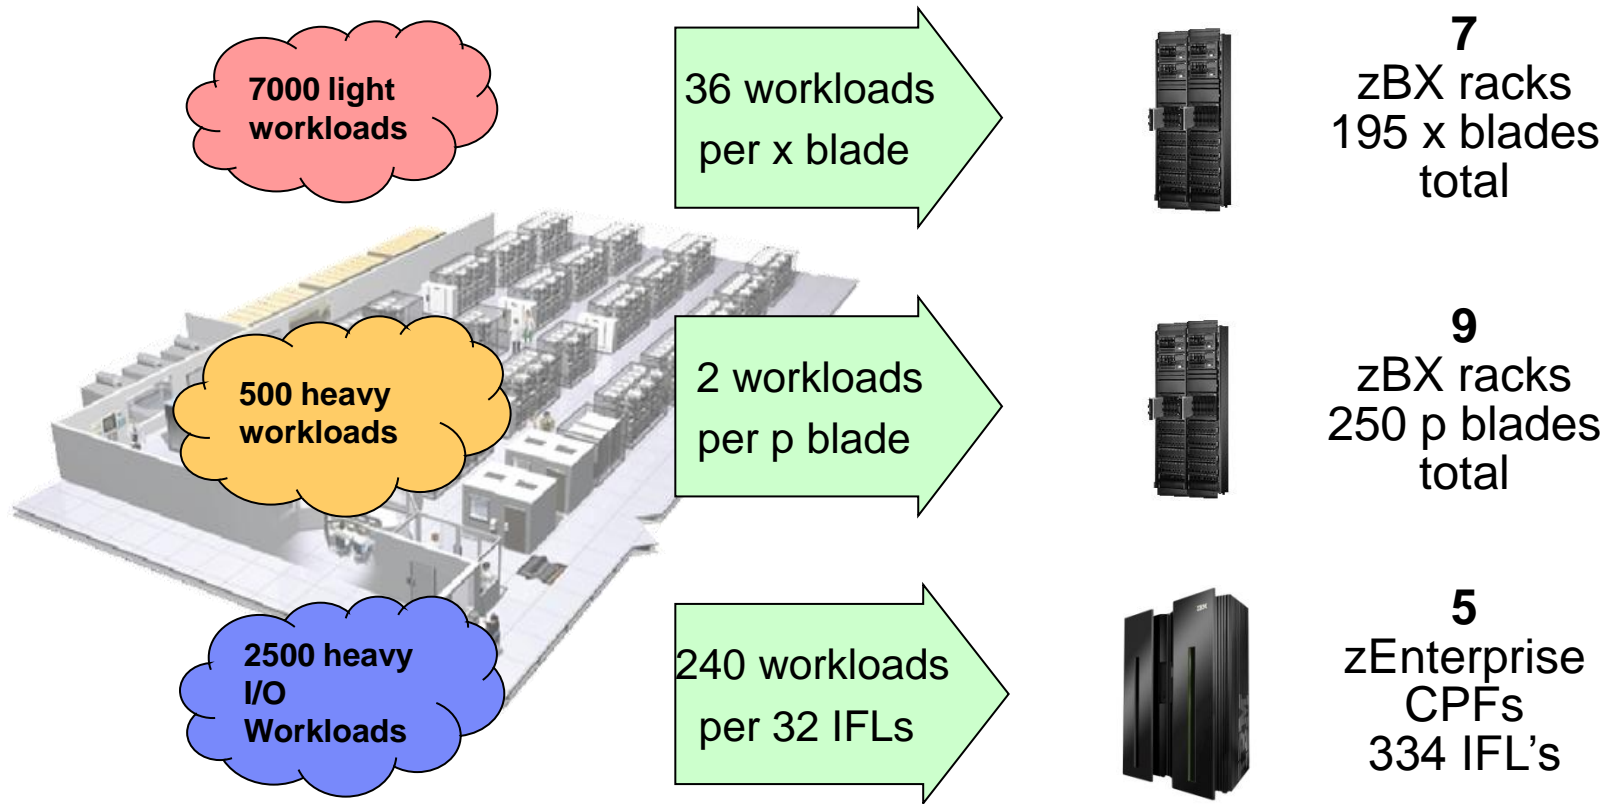 7000 light
workloads
36 workloads
per x blade
7
zBX racks
195 x blades
total
500 heavy
workloads
2 workloads
per p blade
9
zBX racks
250 p blades
total
2500 heavy
I/O
Workloads
240 workloads
per 32 IFLs
5
zEnterprise
CPFs
334 IFL’s
IBM